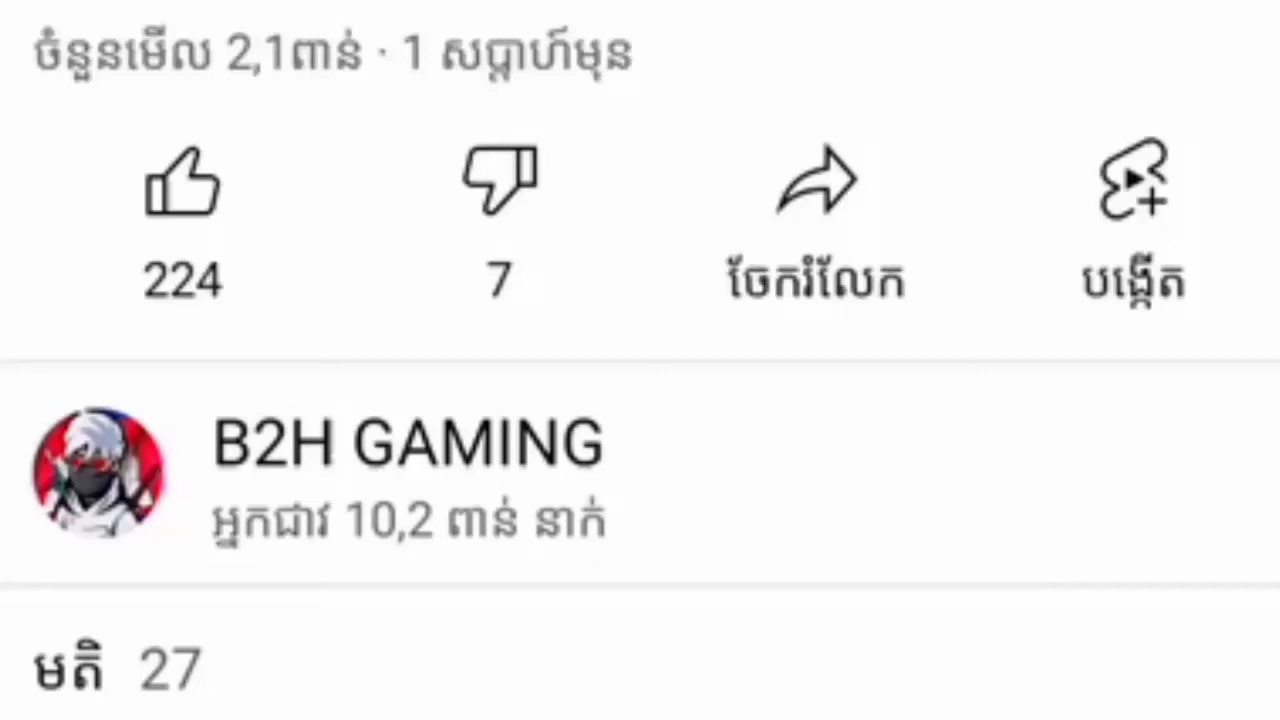 ចំនួនមើល 2,1ពាន់ · 1 សប្ដាហ៍មុន
224 7 ចែករំលែក បង្កើត
B2H GAMING
អ្នកជាវ 10,2 ពាន់ នាក់
មតិ 27